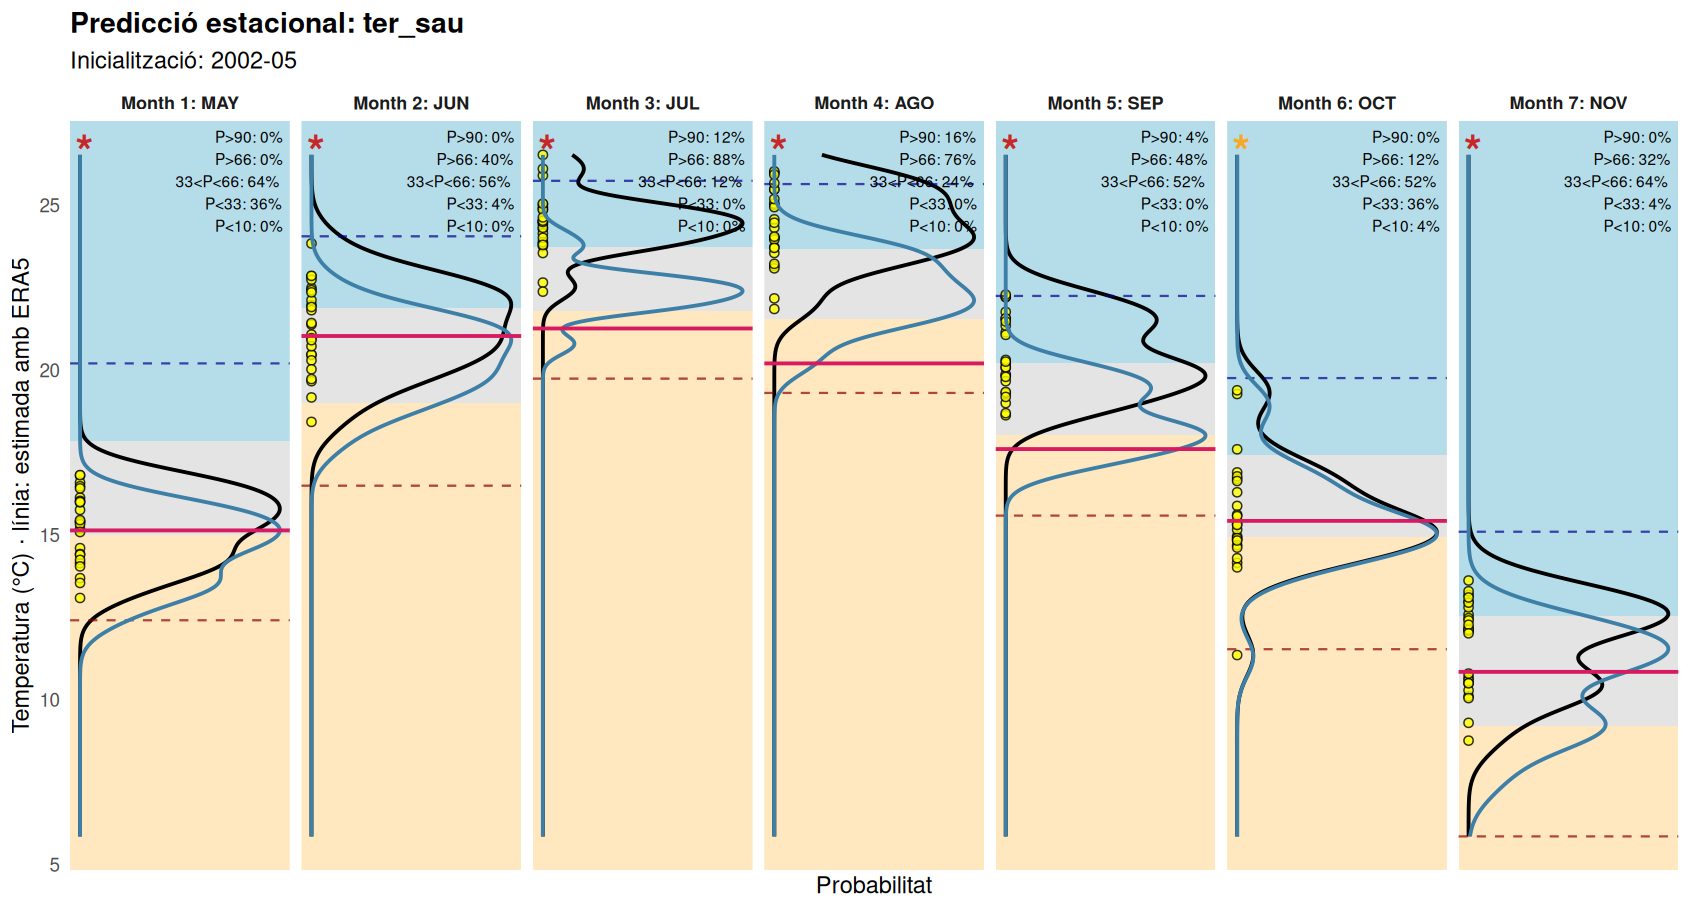 Predicció estacional: ter_sau
Inicialització: 2002-05
Month 1: MAY
Month 2: JUN
Month 3: JUL
Month 4: AGO
Month 5: SEP
Month 6: OCT
Month 7: NOV
*
P>90: 0%
P>66: 0%
33<P<66: 64%
P<33: 36%
P<10: 0%
*
P>90: 0%
P>66: 40%
33<P<66: 56%
P<33: 4%
P<10: 0%
*
P>90: 12%
P>66: 88%
33<P<66: 12%
P<33: 0%
P<10: 0%
*
P>90: 16%
P>66: 76%
33<P<66: 24%
P<33: 0%
P<10: 0%
*
P>90: 4%
P>66: 48%
33<P<66: 52%
P<33: 0%
P<10: 0%
*
P>90: 0%
P>66: 12%
33<P<66: 52%
P<33: 36%
P<10: 4%
*
P>90: 0%
P>66: 32%
33<P<66: 64%
P<33: 4%
P<10: 0%
Temperatura (°C) · línia: estimada amb ERA5
25
20
15
10
5
Probabilitat